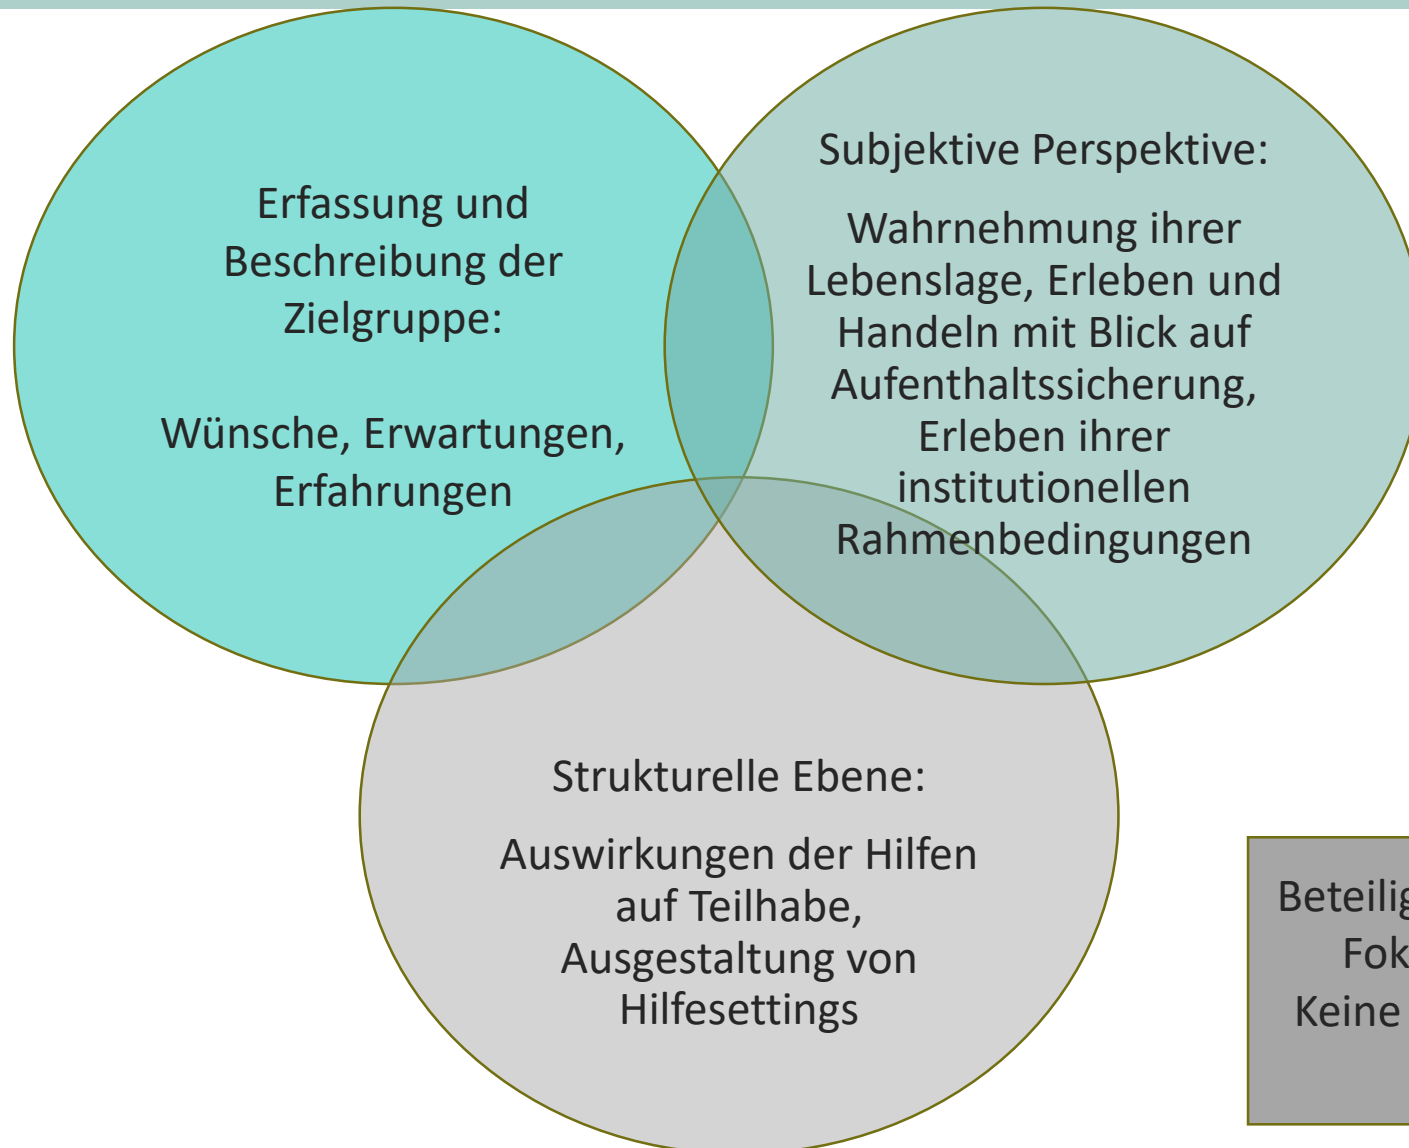 Erfassung und
Beschreibung der
Zielgruppe:
Wünsche, Erwartungen,
Erfahrungen
Subjektive Perspektive:
Wahrnehmung ihrer
Lebenslage, Erleben und
Handeln mit Blick auf
Aufenthaltssicherung,
Erleben ihrer
institutionellen
Rahmenbedingungen
Strukturelle Ebene:
Auswirkungen der Hilfen
auf Teilhabe,
Ausgestaltung von
Hilfesettings
Keine